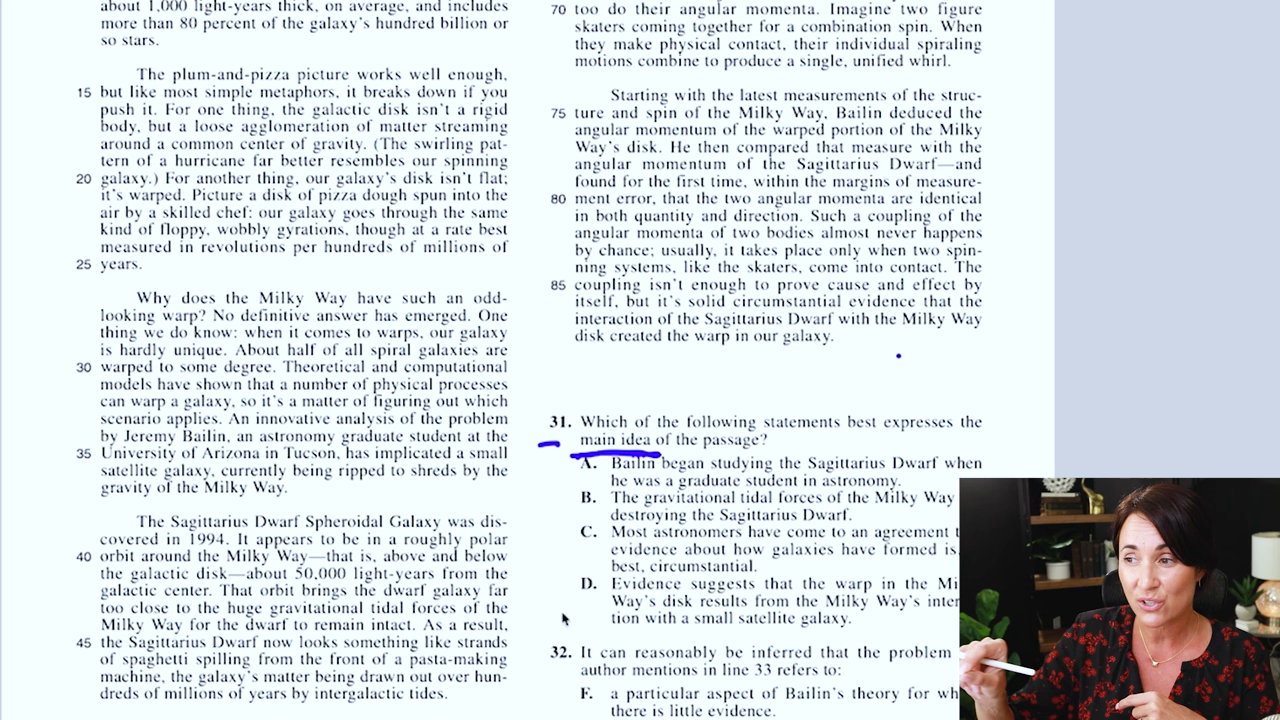 about 1,000 light-years thick, on average, and includes
more than 80 percent of the galaxy's hundred billion or
so stars.
The plum-and-pizza picture works well enough,
15 but like most simple metaphors, it breaks down if you
push it. For one thing, the galactic disk isn't a rigid
body, but a loose agglomeration of matter streaming
around a common center of gravity. (The swirling pat-
tern of a hurricane far better resembles our spinning
20 galaxy.) For another thing, our galaxy's disk isn't flat;
it's warped. Picture a disk of pizza dough spun into the
air by a skilled chef: our galaxy goes through the same
kind of floppy, wobbly gyrations, though at a rate best
measured in revolutions per hundreds of millions of
25 years.
Why does the Milky Way have such an odd-
looking warp? No definitive answer has emerged. One
thing we do know: when it comes to warps, our galaxy
is hardly unique. About half of all spiral galaxies are
30 warped to some degree. Theoretical and computational
models have shown that a number of physical processes
can warp a galaxy, so it's a matter of figuring out which
scenario applies. An innovative analysis of the problem
by Jeremy Bailin, an astronomy graduate student at the
35 University of Arizona in Tucson, has implicated a small
satellite galaxy, currently being ripped to shreds by the
gravity of the Milky Way.
The Sagittarius Dwarf Spheroidal Galaxy was dis-
covered in 1994. It appears to be in a roughly polar
40 orbit around the Milky Way—that is, above and below
the galactic disk—about 50,000 light-years from the
galactic center. That orbit brings the dwarf galaxy far
too close to the huge gravitational tidal forces of the
Milky Way for the dwarf to remain intact. As a result,
45 the Sagittarius Dwarf now looks something like strands
of spaghetti spilling from the front of a pasta-making
machine, the galaxy's matter being drawn out over hun-
dreds of millions of years by intergalactic tides.
70 too do their angular momenta. Imagine two figure
skaters coming together for a combination spin. When
they make physical contact, their individual spiraling
motions combine to produce a single, unified whirl.
Starting with the latest measurements of the struc-
75 ture and spin of the Milky Way, Bailin deduced the
angular momentum of the warped portion of the Milky
Way's disk. He then compared that measure with the
angular momentum of the Sagittarius Dwarf—and
found for the first time, within the margins of measure-
80 ment error, that the two angular momenta are identical
in both quantity and direction. Such a coupling of the
angular momenta of two bodies almost never happens
by chance; usually, it takes place only when two spin-
ning systems, like the skaters, come into contact. The
85 coupling isn't enough to prove cause and effect by
itself, but it's solid circumstantial evidence that the
interaction of the Sagittarius Dwarf with the Milky Way
disk created the warp in our galaxy.
31. Which of the following statements best expresses the
main idea of the passage?
A. Bailin began studying the Sagittarius Dwarf when
he was a graduate student in astronomy.
B. The gravitational tidal forces of the Milky Way
destroying the Sagittarius Dwarf.
C. Most astronomers have come to an agreement t
evidence about how galaxies have formed is
best, circumstantial.
D. Evidence suggests that the warp in the Mi
Way's disk results from the Milky Way's inter
tion with a small satellite galaxy.
32. It can reasonably be inferred that the problem
author mentions in line 33 refers to:
F. a particular aspect of Bailin's theory for wh
there is little evidence.